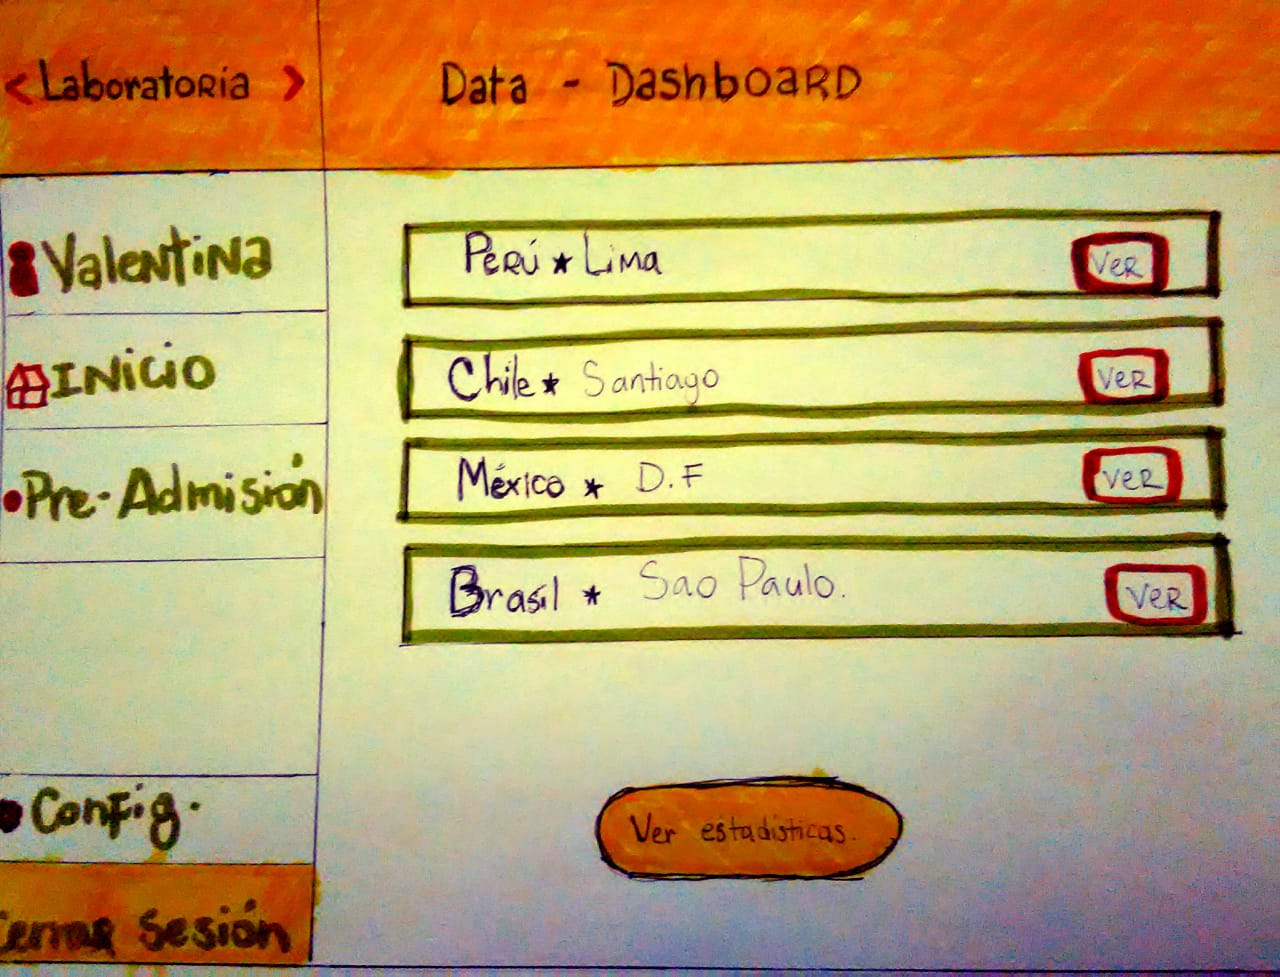 < Laboratoria >
Data - Dashboard
Valentina
Inicio
Pre-Admisión
Config.
Cerrar Sesión
Perú ★ Lima
Ver
Chile ★ Santiago
Ver
México ★ D.F
Ver
Brasil ★ Sao Paulo.
Ver
Ver estadísticas.